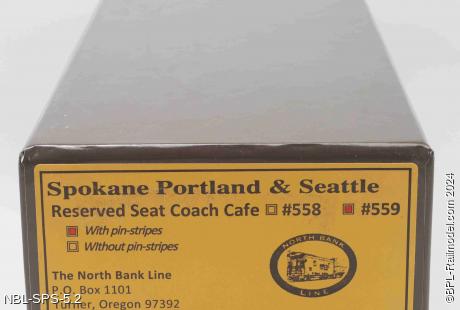 Spokane Portland & Seattle
Reserved Seat Coach Cafe #558 #559
With pin-stripes
WIthout pin-stripes
NORTH BANK
LINE
The North Bank Line
P.O. Box 1101
Turner, Oregon 97392
NBL-SPS-5.2
©BPL-Railmodel.com 2024